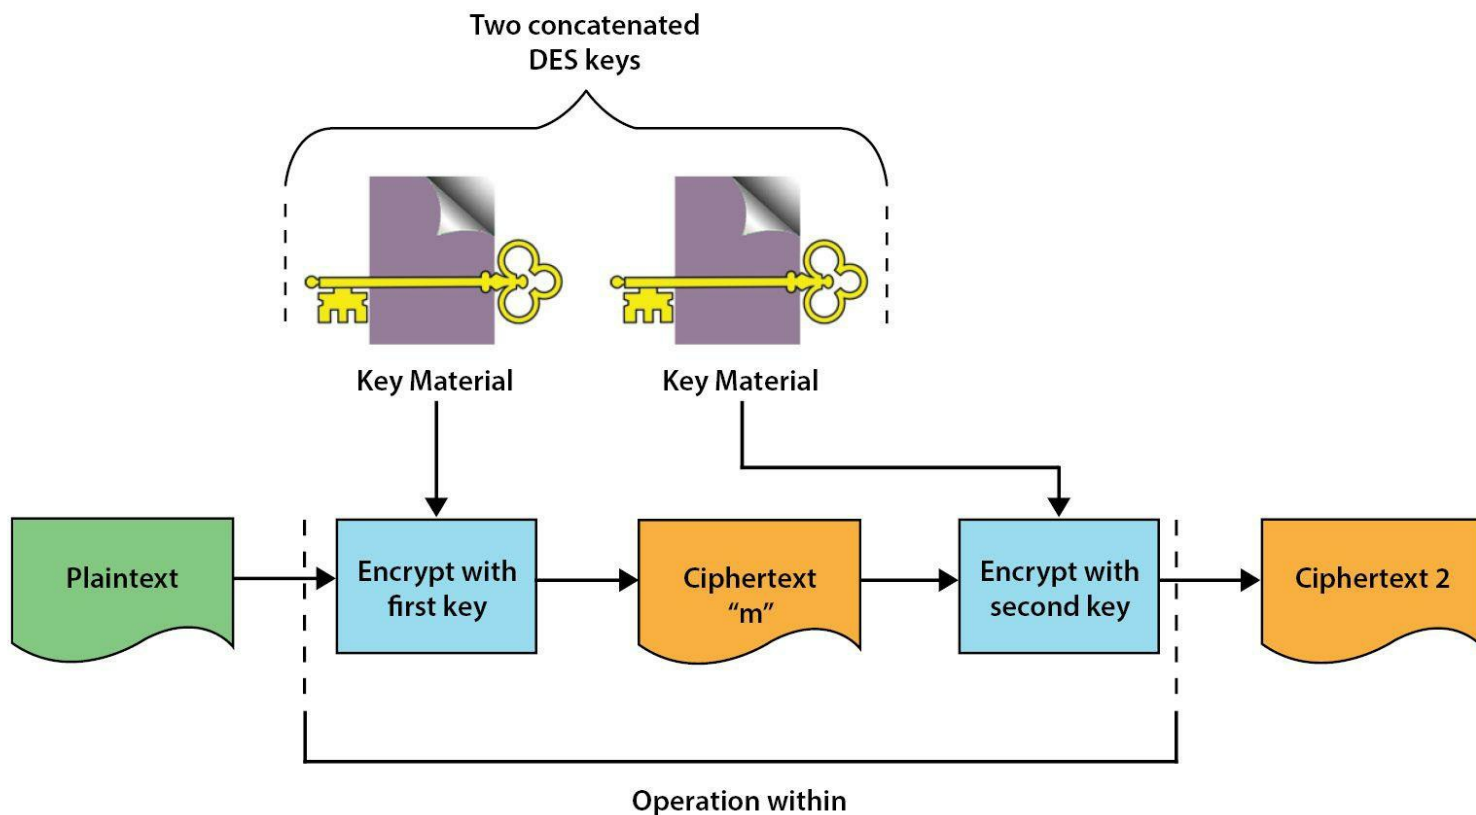 Two concatenated
DES keys
Key Material
Key Material
Plaintext
Encrypt with
first key
Ciphertext
“m”
Encrypt with
second key
Ciphertext 2
Operation within